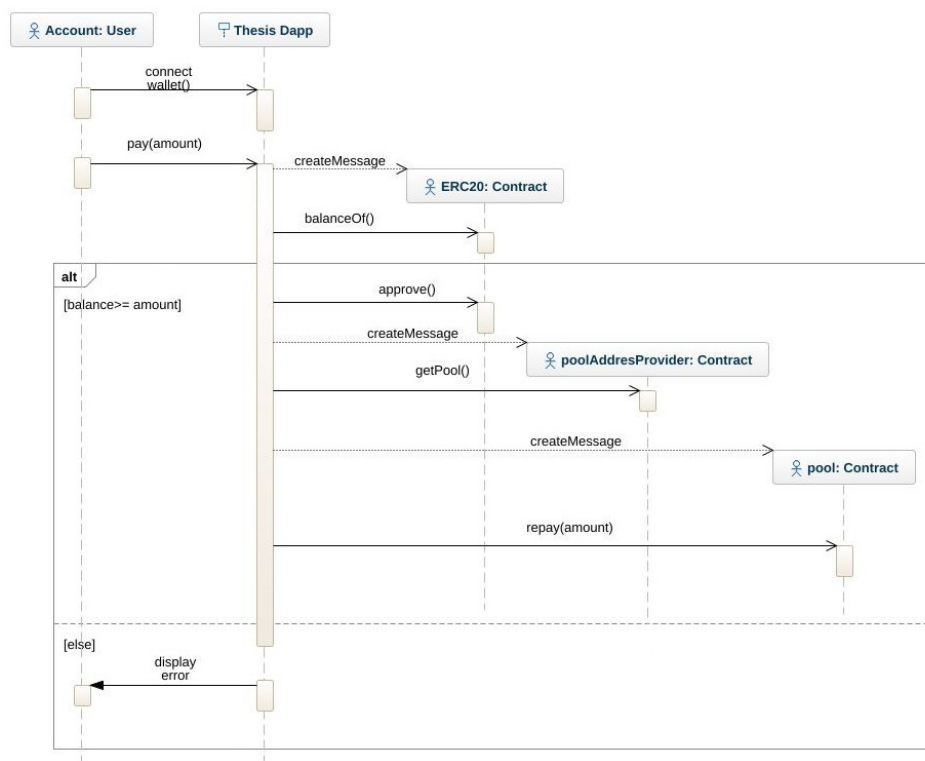 Account: User
Thesis Dapp
connect
wallet()
pay(amount)
createMessage
ERC20: Contract
balanceOf()
alt
[balance>= amount]
approve()
createMessage
poolAddresProvider: Contract
getPool()
createMessage
pool: Contract
repay(amount)
[else]
display
error